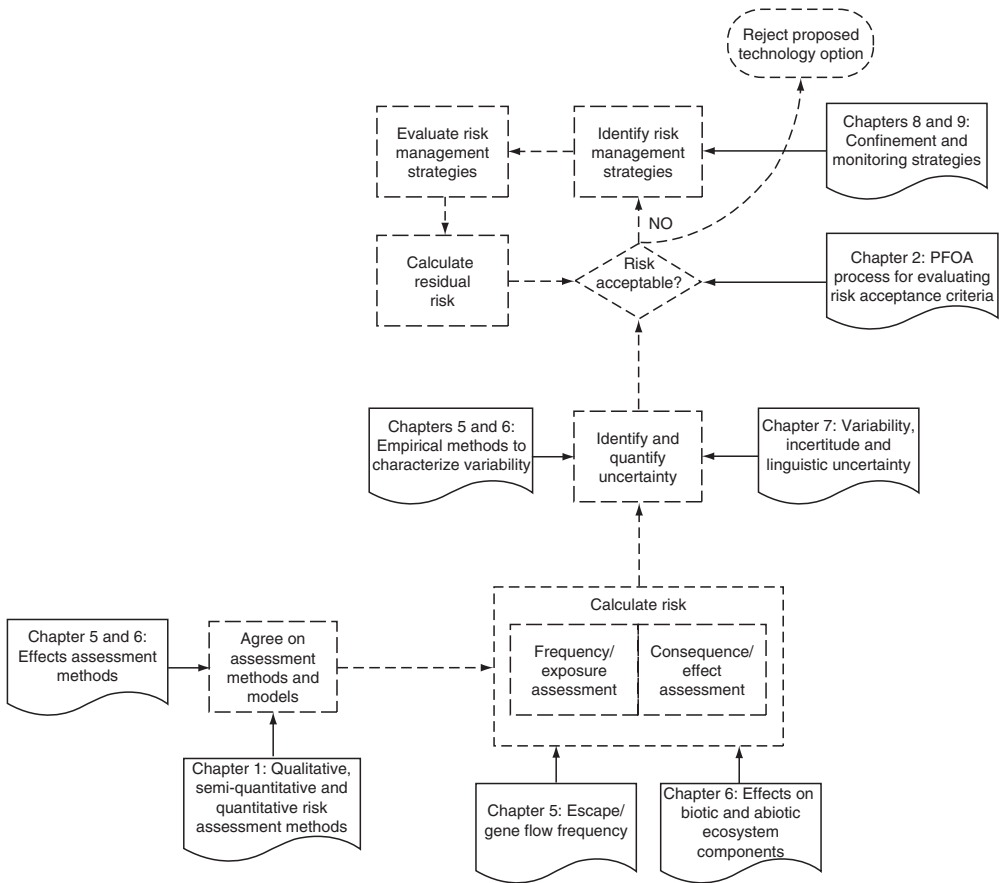 Reject proposed
technology option
Evaluate risk
management
strategies
Identify risk
management
strategies
Chapters 8 and 9:
Confinement and
monitoring strategies
NO
Calculate
residual
risk
Risk
acceptable?
Chapter 2: PFOA
process for evaluating
risk acceptance criteria
Chapters 5 and 6:
Empirical methods to
characterize variability
Identify and
quantify
uncertainty
Chapter 7: Variability,
incertitude and
linguistic uncertainty
Calculate risk
Chapter 5 and 6:
Effects assessment
methods
Agree on
assessment
methods and
models
Frequency/
exposure
assessment
Consequence/
effect
assessment
Chapter 1: Qualitative,
semi-quantitative and
quantitative risk
assessment methods
Chapter 5: Escape/
gene flow frequency
Chapter 6: Effects on
biotic and abiotic
ecosystem
components